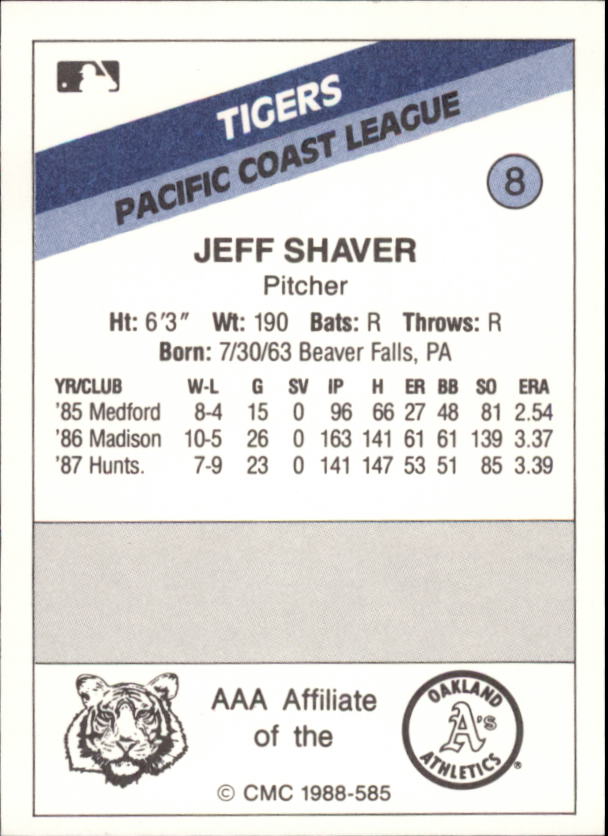 TIGERS
PACIFIC COAST LEAGUE
8
JEFF SHAVER
Pitcher
Ht: 6'3" Wt: 190 Bats: R Throws: R
Born: 7/30/63 Beaver Falls, PA
YR/CLUB W-L G SV IP H ER BB SO ERA
'85 Medford 8-4 15 0 96 66 27 48 81 2.54
'86 Madison 10-5 26 0 163 141 61 61 139 3.37
'87 Hunts. 7-9 23 0 141 147 53 51 85 3.39
AAA Affiliate
of the
OAKLAND
A's
ATHLETICS®
© CMC 1988-585